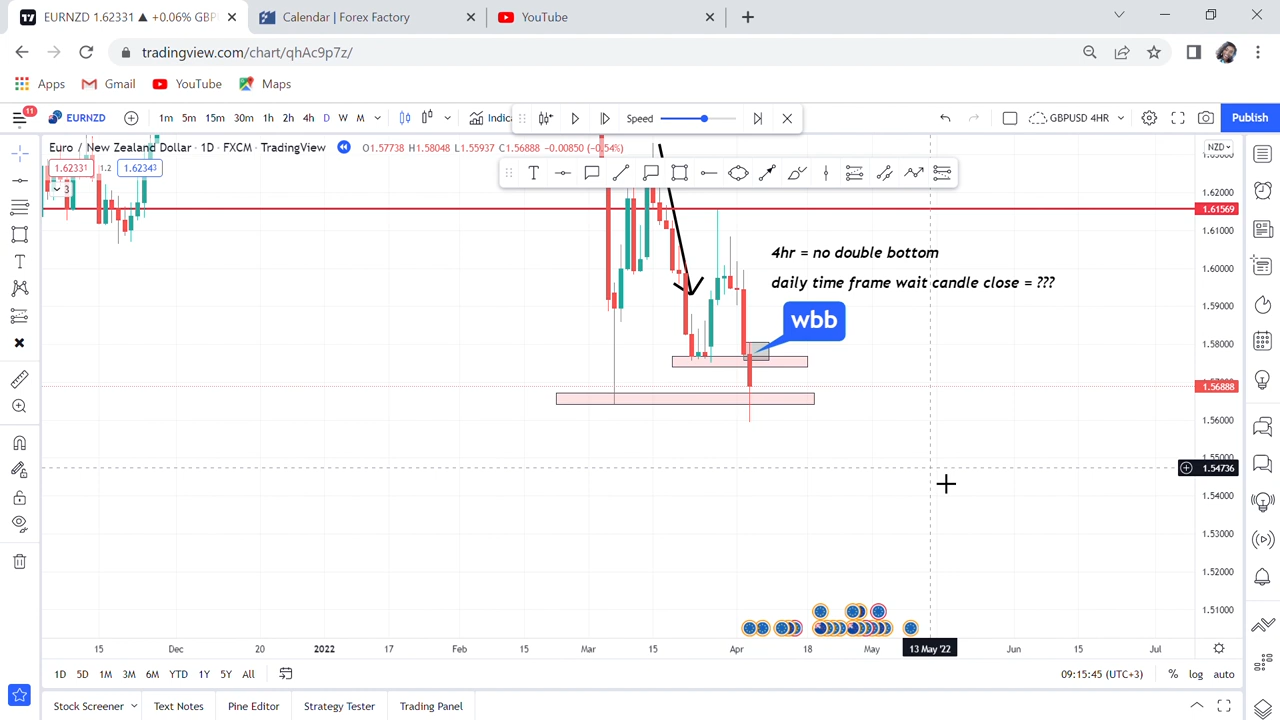 EURNZD 1.62331 ▲ +0.06% GBP
Calendar | Forex Factory
YouTube
tradingview.com/chart/qhAc9p7z/
Apps
Gmail
YouTube
Maps
11
EURNZD
1m 5m 15m 30m 1h 2h 4h D W M
Indic
Speed
GBPUSD 4HR
Publish
Euro / New Zealand Dollar · 1D · FXCM · TradingView
O1.57738 H1.58048 L1.55937 C1.56888 −0.00850 (−0.54%)
NZD
1.62331 1.2 1.62343
3
1.62000
1.61569
1.61000
4hr = no double bottom
1.60000
daily time frame wait candle close = ???
1.59000
wbb
1.58000
1.56888
1.56000
1.54736
1.54000
1.53000
1.52000
1.51000
15 Dec 20 2022 17 Feb 15 Mar 15 Apr 18 May 13 May '22 Jun 15 Jul
1D 5D 1M 3M 6M YTD 1Y 5Y All
09:15:45 (UTC+3)
% log auto
Stock Screener
Text Notes
Pine Editor
Strategy Tester
Trading Panel